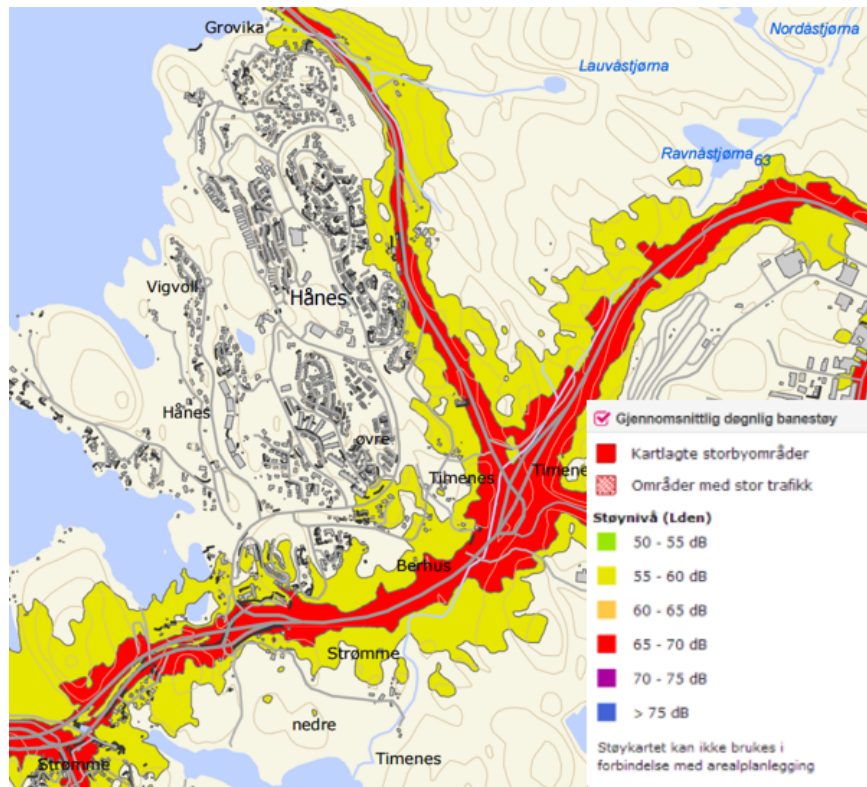 Grovika
Nordåstjørna
Lauvåstjørna
Ravnåstjørna 63
Vigvoll
Hånes
Hånes
øvre
Timenes
Timenes
Berhus
Strømme
nedre
Timenes
Strømme
Gjennomsnittlig døgnlig banestøy
Kartlagte storbyområder
Områder med stor trafikk
Støynivå (Lden)
50 - 55 dB
55 - 60 dB
60 - 65 dB
65 - 70 dB
70 - 75 dB
> 75 dB
Støykartet kan ikke brukes i
forbindelse med arealplanlegging